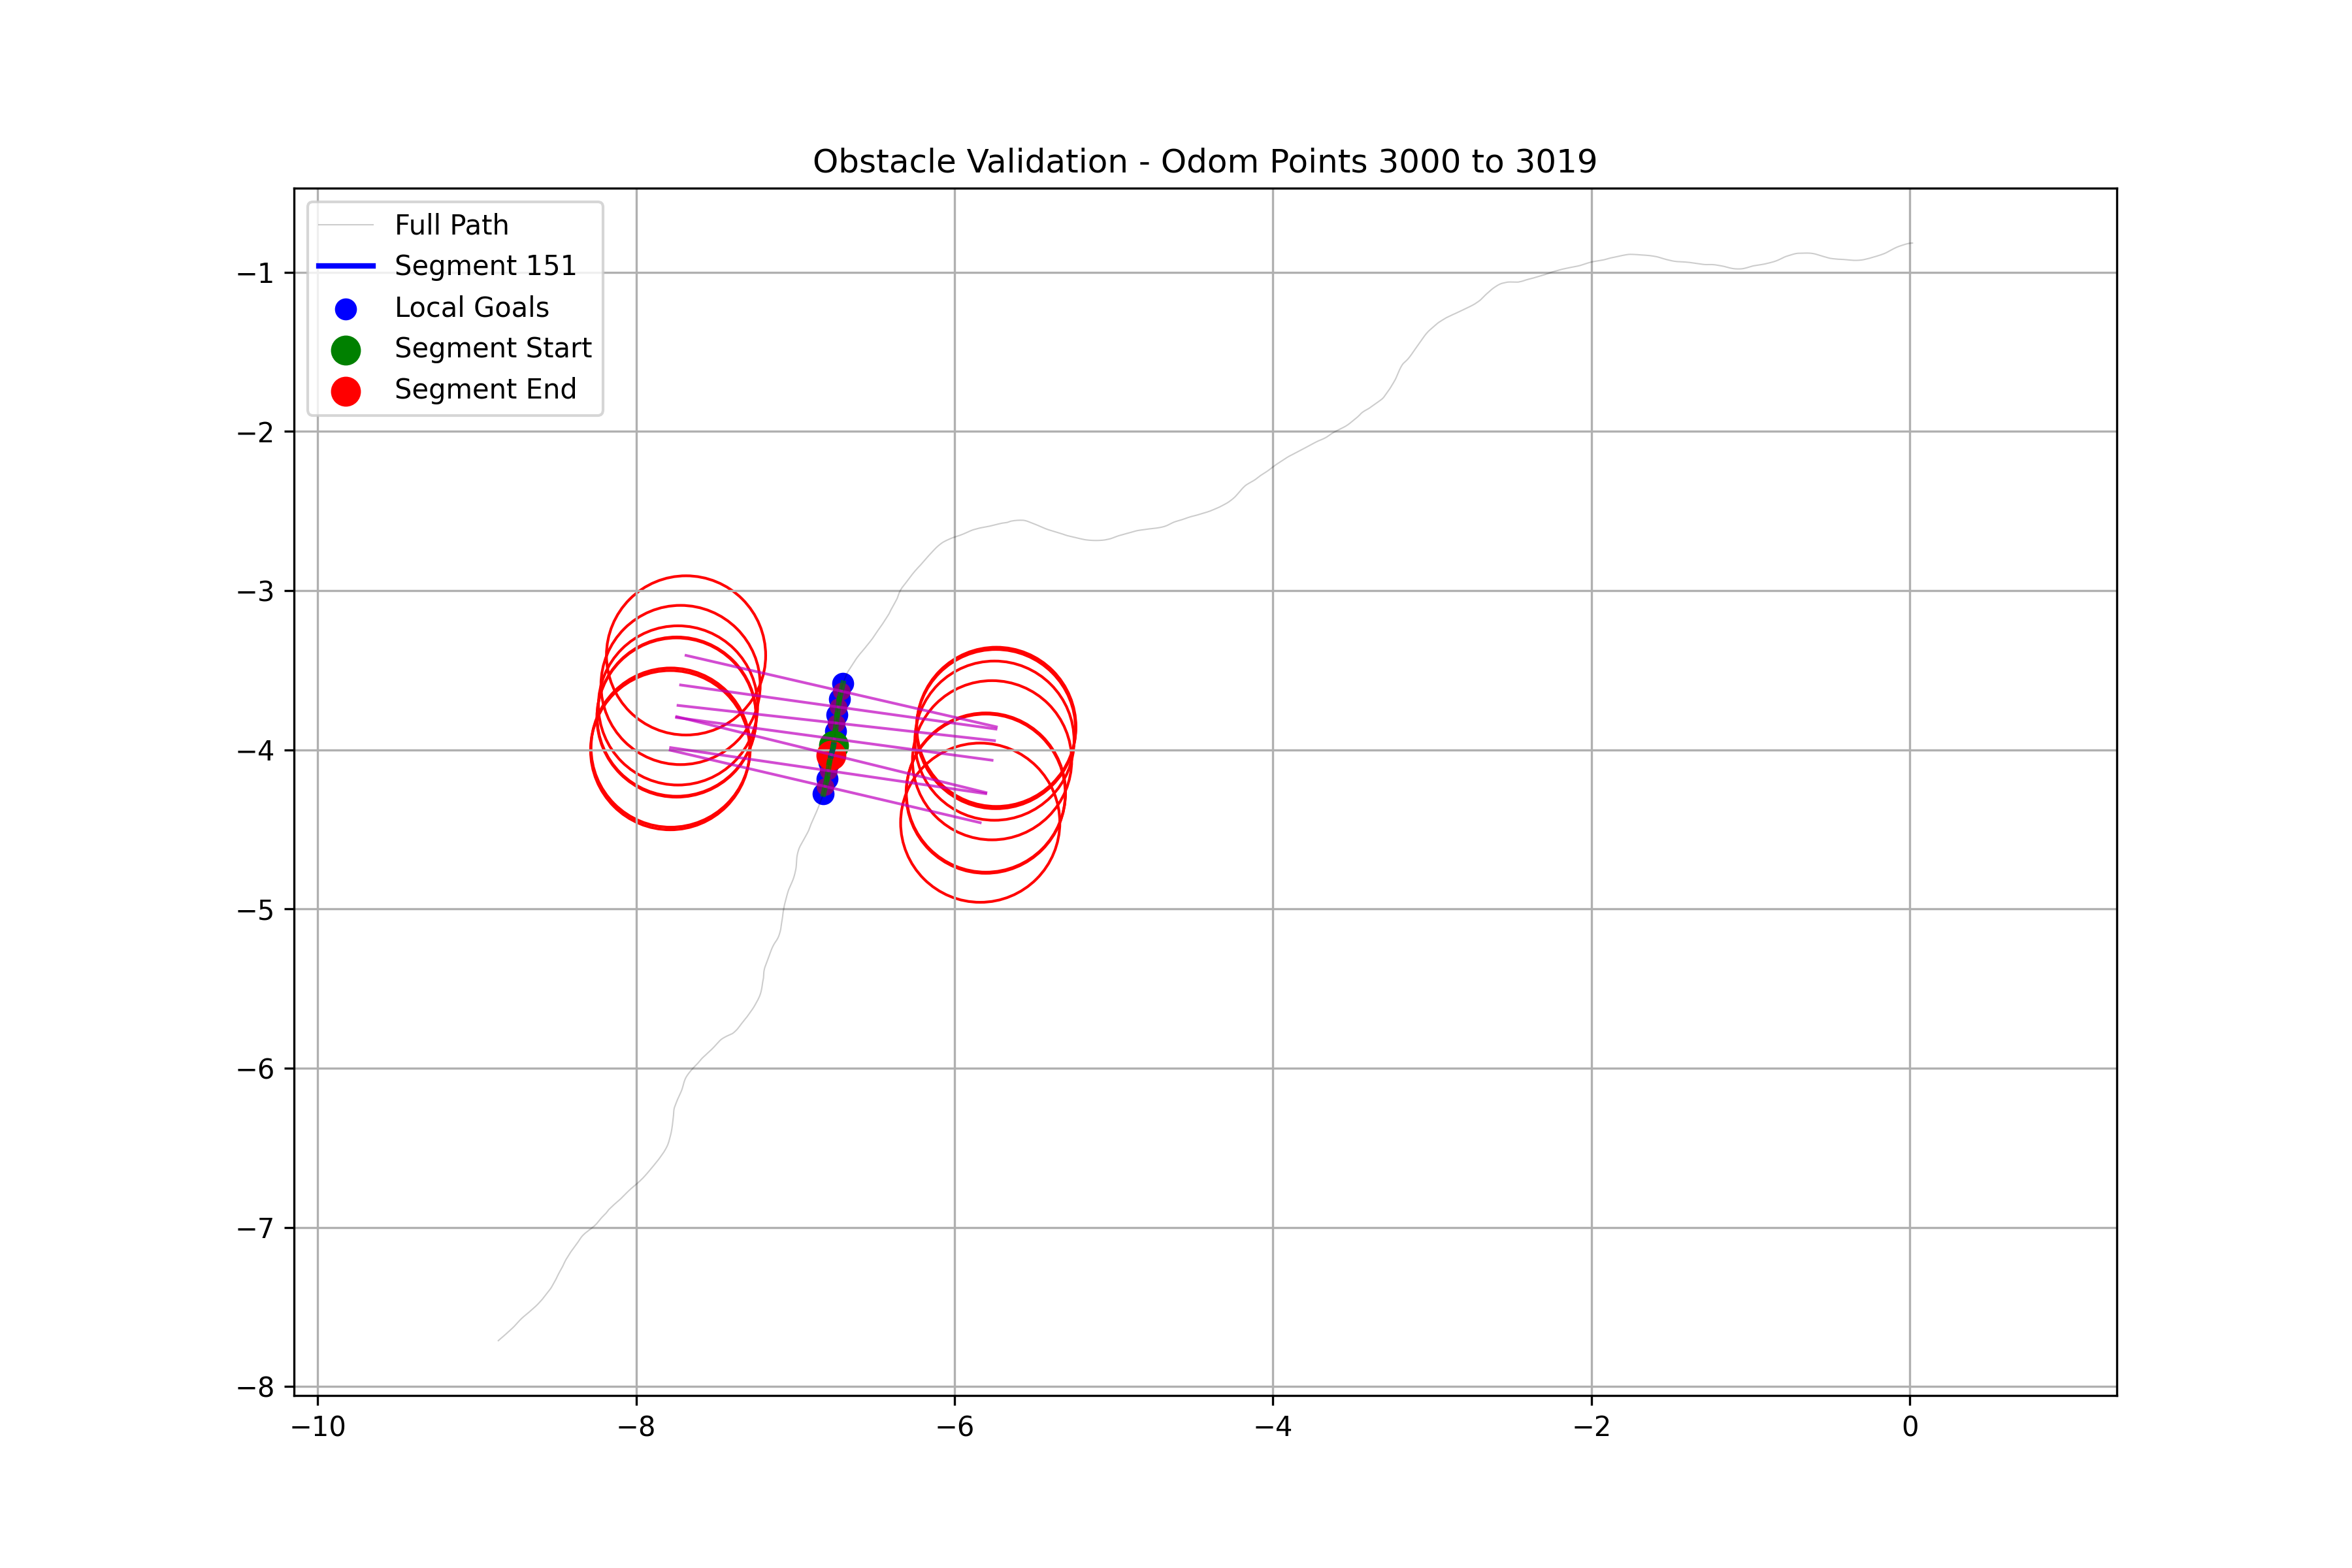 Obstacle Validation - Odom Points 3000 to 3019
Full Path
Segment 151
Local Goals
Segment Start
Segment End
−1
−2
−3
−4
−5
−6
−7
−8
−10
−8
−6
−4
−2
0